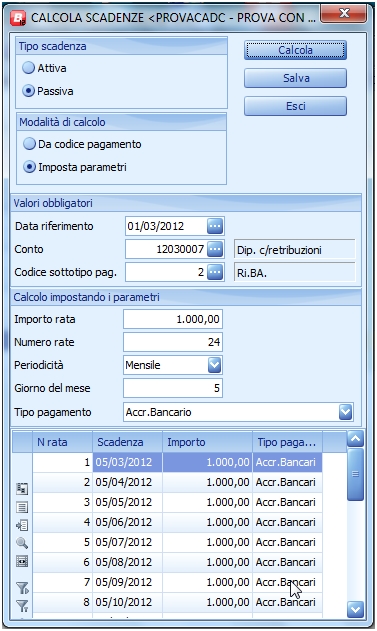 CALCOLA SCADENZE <PROVACADC - PROVA CON ...
Tipo scadenza
Attiva
Passiva
Calcola
Salva
Esci
Modalità di calcolo
Da codice pagamento
Imposta parametri
Valori obbligatori
Data riferimento 01/03/2012 ...
Conto 12030007 ... Dip. c/retribuzioni
Codice sottotipo pag. 2 ... Ri.BA.
Calcolo impostando i parametri
Importo rata 1.000,00
Numero rate 24
Periodicità Mensile
Giorno del mese 5
Tipo pagamento Accr.Bancario
N rata Scadenza Importo Tipo paga...
1 05/03/2012 1.000,00 Accr.Bancari
2 05/04/2012 1.000,00 Accr.Bancari
3 05/05/2012 1.000,00 Accr.Bancari
4 05/06/2012 1.000,00 Accr.Bancari
5 05/07/2012 1.000,00 Accr.Bancari
6 05/08/2012 1.000,00 Accr.Bancari
7 05/09/2012 1.000,00 Accr.Bancari
8 05/10/2012 1.000,00 Accr.Bancari